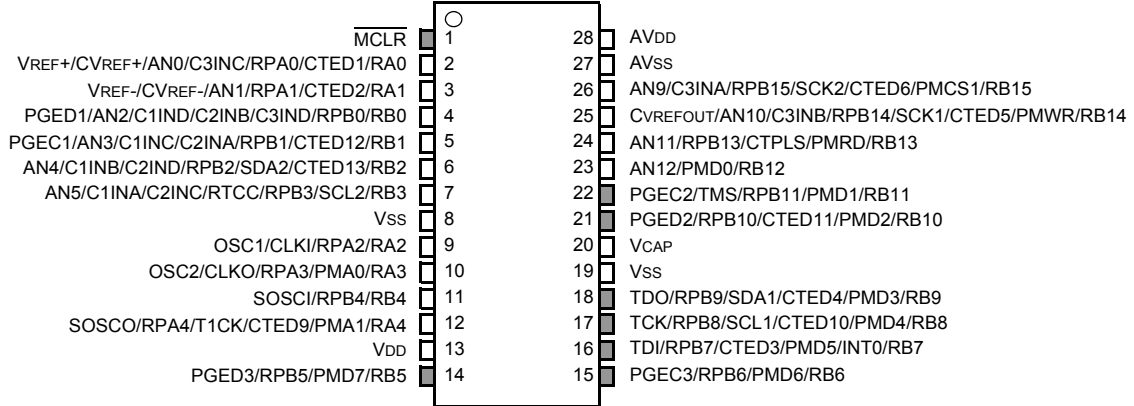 MCLR 1
VREF+/CVREF+/AN0/C3INC/RPA0/CTED1/RA0 2
VREF-/CVREF-/AN1/RPA1/CTED2/RA1 3
PGED1/AN2/C1IND/C2INB/C3IND/RPB0/RB0 4
PGEC1/AN3/C1INC/C2INA/RPB1/CTED12/RB1 5
AN4/C1INB/C2IND/RPB2/SDA2/CTED13/RB2 6
AN5/C1INA/C2INC/RTCC/RPB3/SCL2/RB3 7
VSS 8
OSC1/CLKI/RPA2/RA2 9
OSC2/CLKO/RPA3/PMA0/RA3 10
SOSCI/RPB4/RB4 11
SOSCO/RPA4/T1CK/CTED9/PMA1/RA4 12
VDD 13
PGED3/RPB5/PMD7/RB5 14
28 AVDD
27 AVSS
26 AN9/C3INA/RPB15/SCK2/CTED6/PMCS1/RB15
25 CVREFOUT/AN10/C3INB/RPB14/SCK1/CTED5/PMWR/RB14
24 AN11/RPB13/CTPLS/PMRD/RB13
23 AN12/PMD0/RB12
22 PGEC2/TMS/RPB11/PMD1/RB11
21 PGED2/RPB10/CTED11/PMD2/RB10
20 VCAP
19 VSS
18 TDO/RPB9/SDA1/CTED4/PMD3/RB9
17 TCK/RPB8/SCL1/CTED10/PMD4/RB8
16 TDI/RPB7/CTED3/PMD5/INT0/RB7
15 PGEC3/RPB6/PMD6/RB6